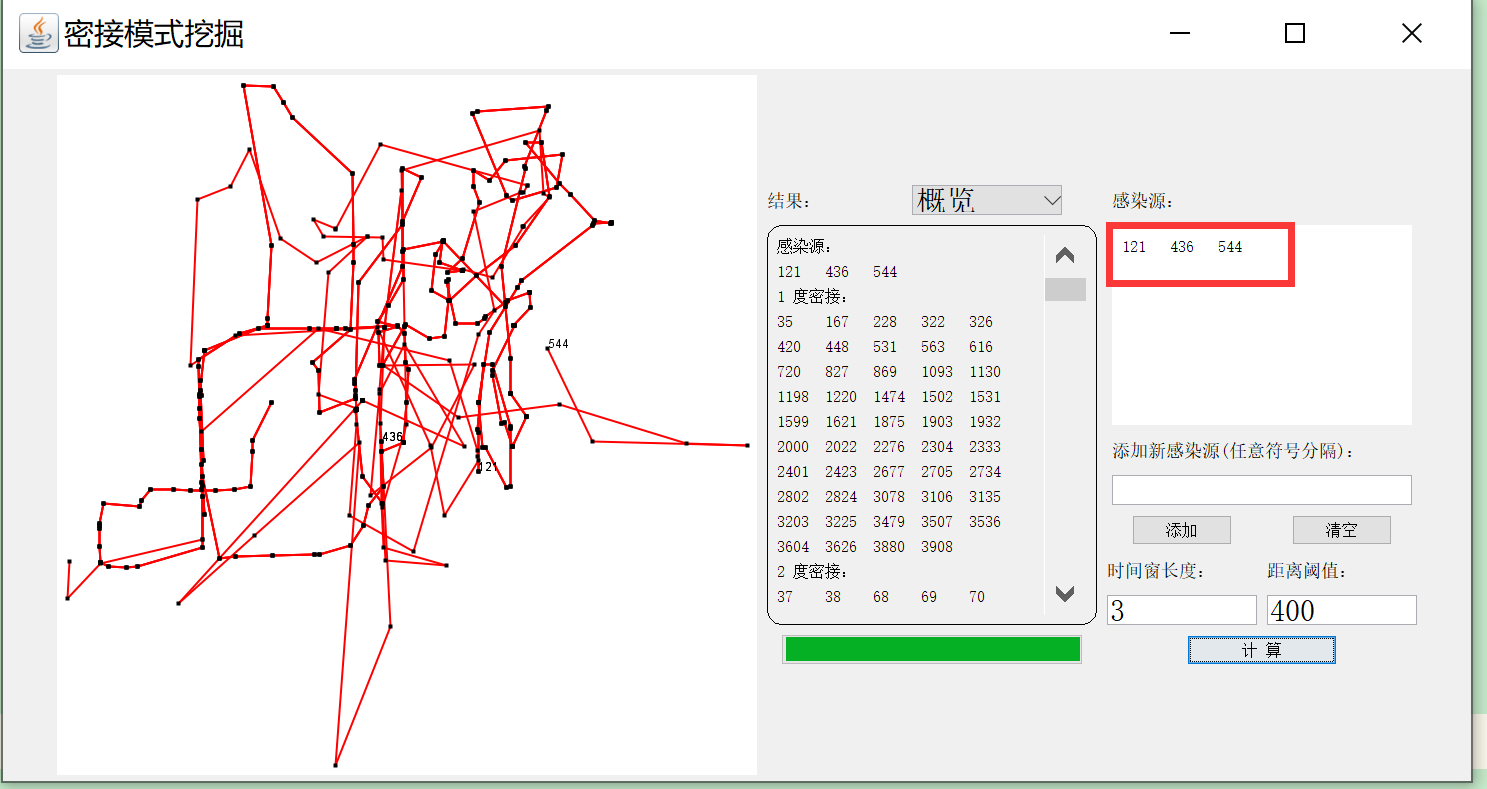 密接模式挖掘
544
436
121
结果：
概览
感染源：
121 436 544
1 度密接：
35 167 228 322 326
420 448 531 563 616
720 827 869 1093 1130
1198 1220 1474 1502 1531
1599 1621 1875 1903 1932
2000 2022 2276 2304 2333
2401 2423 2677 2705 2734
2802 2824 3078 3106 3135
3203 3225 3479 3507 3536
3604 3626 3880 3908
2 度密接：
37 38 68 69 70
感染源：
121 436 544
添加新感染源(任意符号分隔)：
添加
清空
时间窗长度：
距离阈值：
3
400
计 算